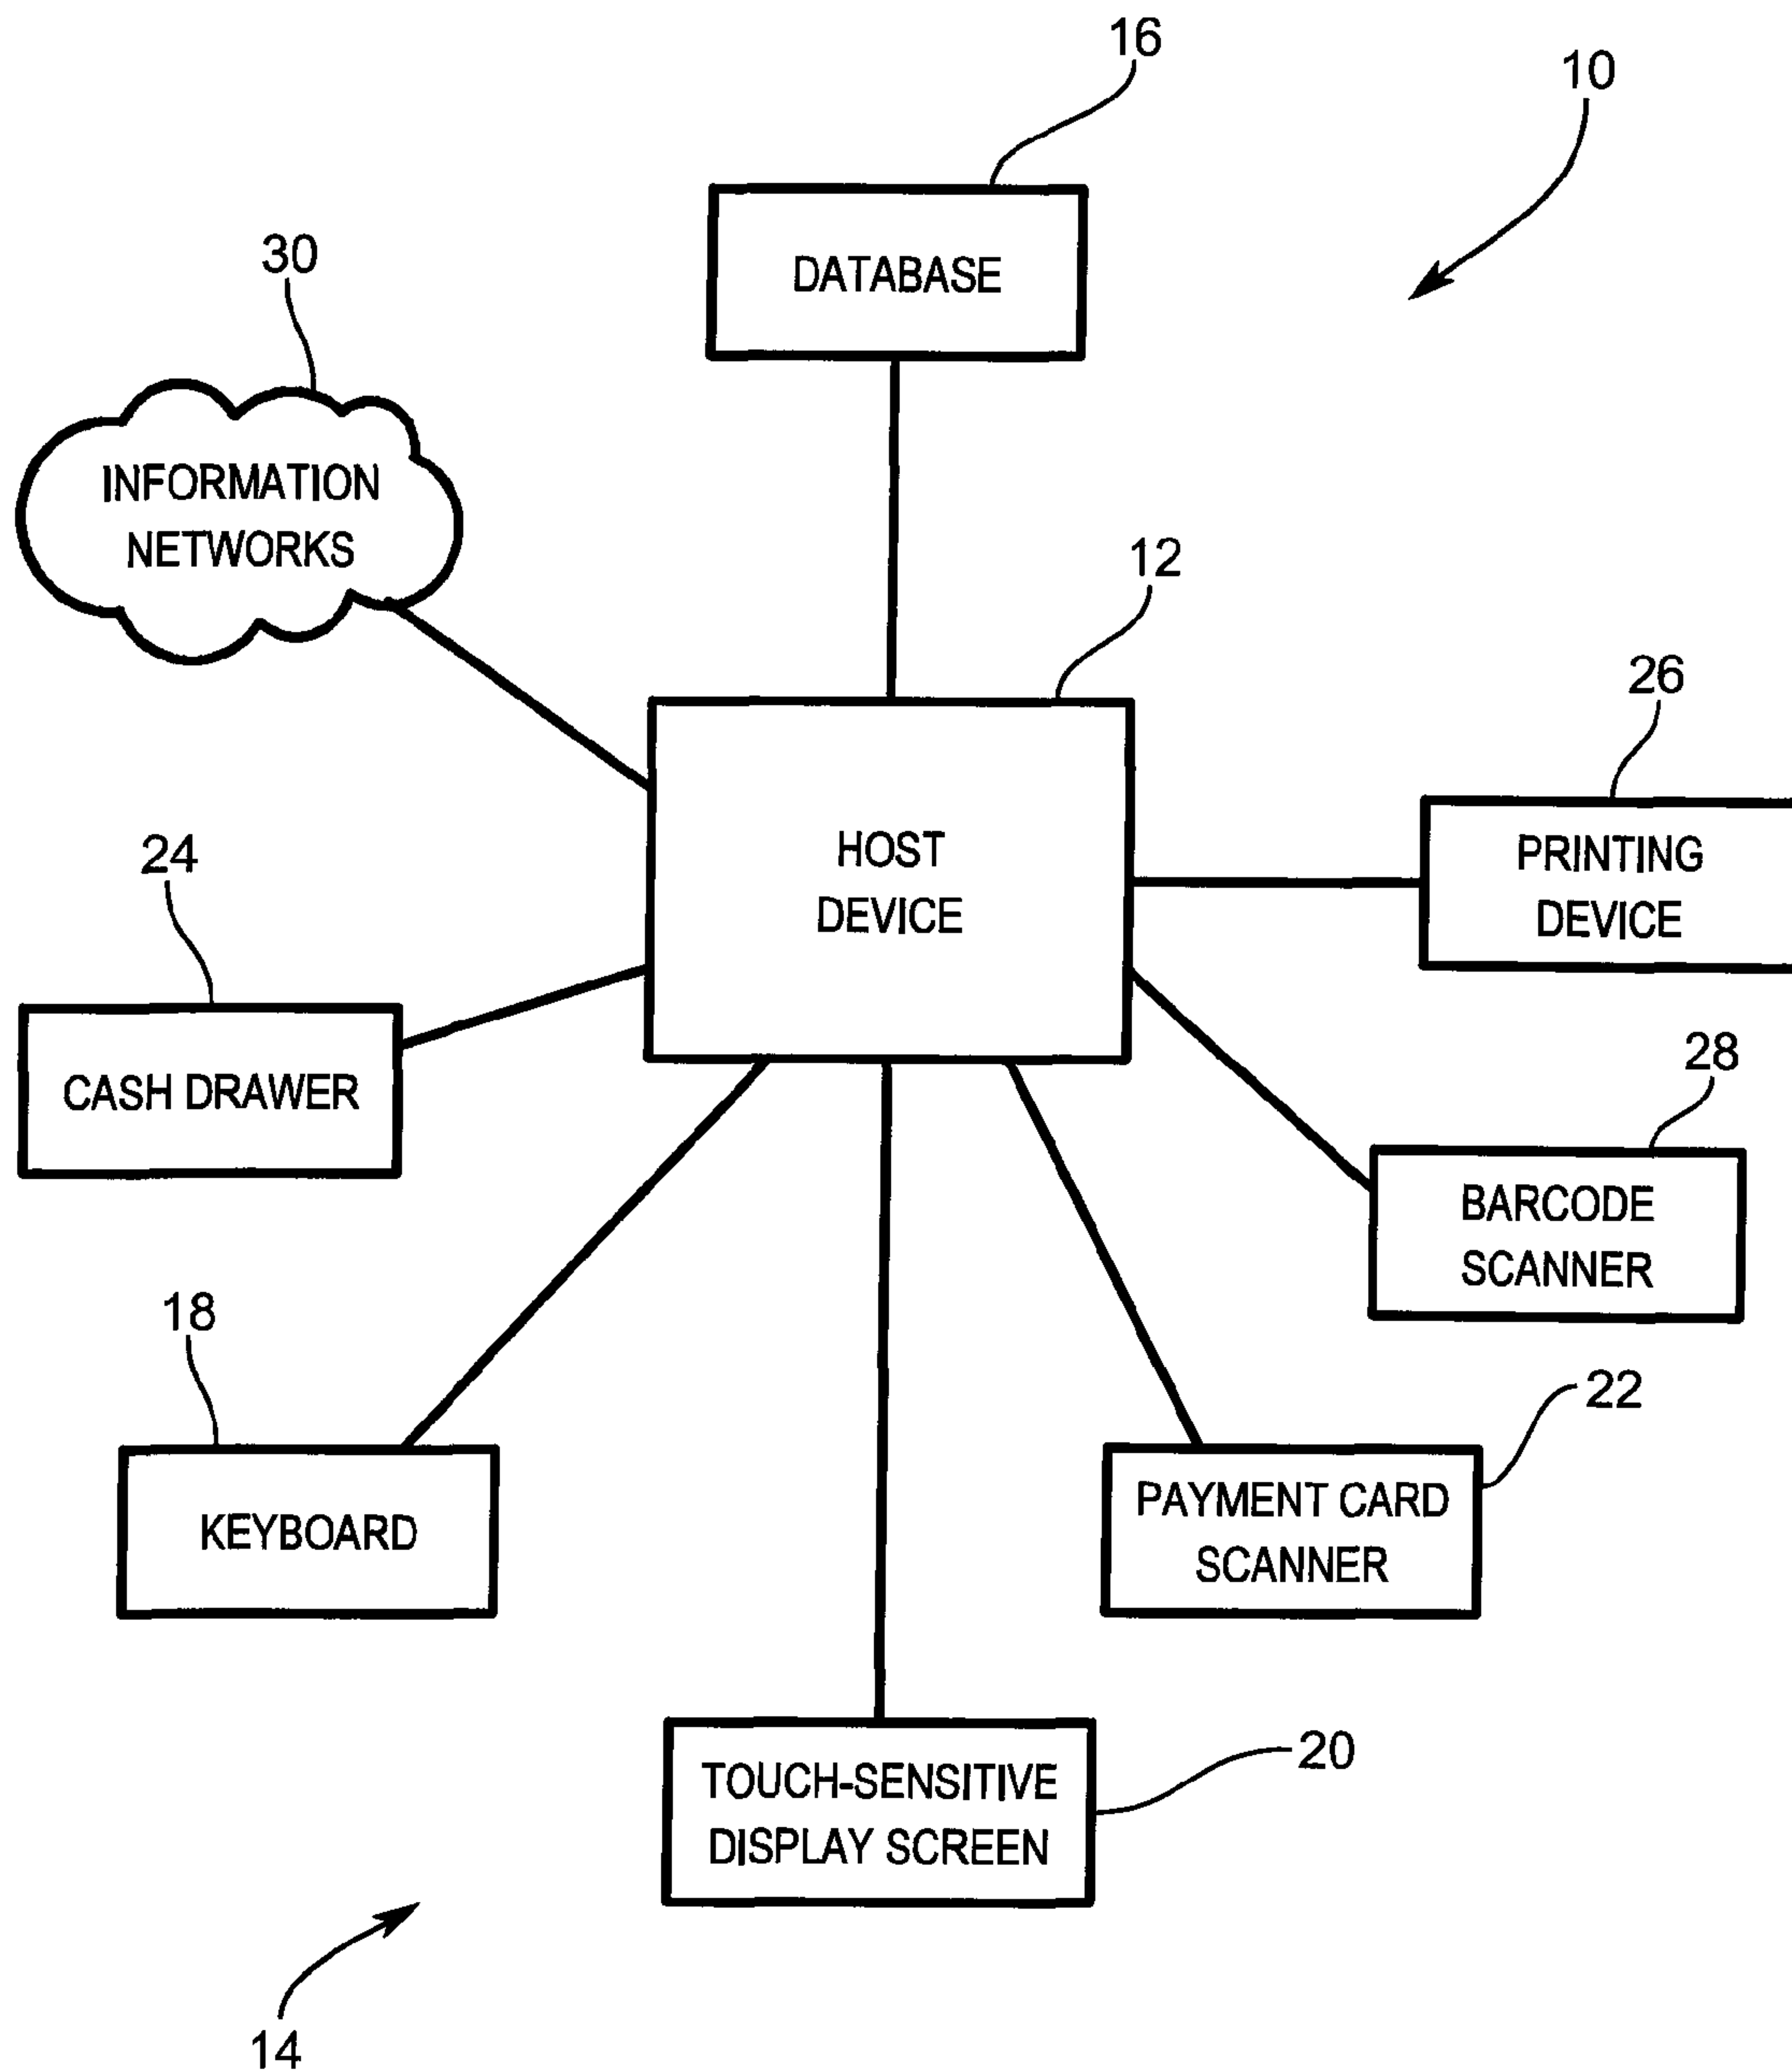 16
10
DATABASE
30
INFORMATION
NETWORKS
12
HOST
DEVICE
26
PRINTING
DEVICE
24
CASH DRAWER
28
BARCODE
SCANNER
18
KEYBOARD
22
PAYMENT CARD
SCANNER
20
TOUCH-SENSITIVE
DISPLAY SCREEN
14